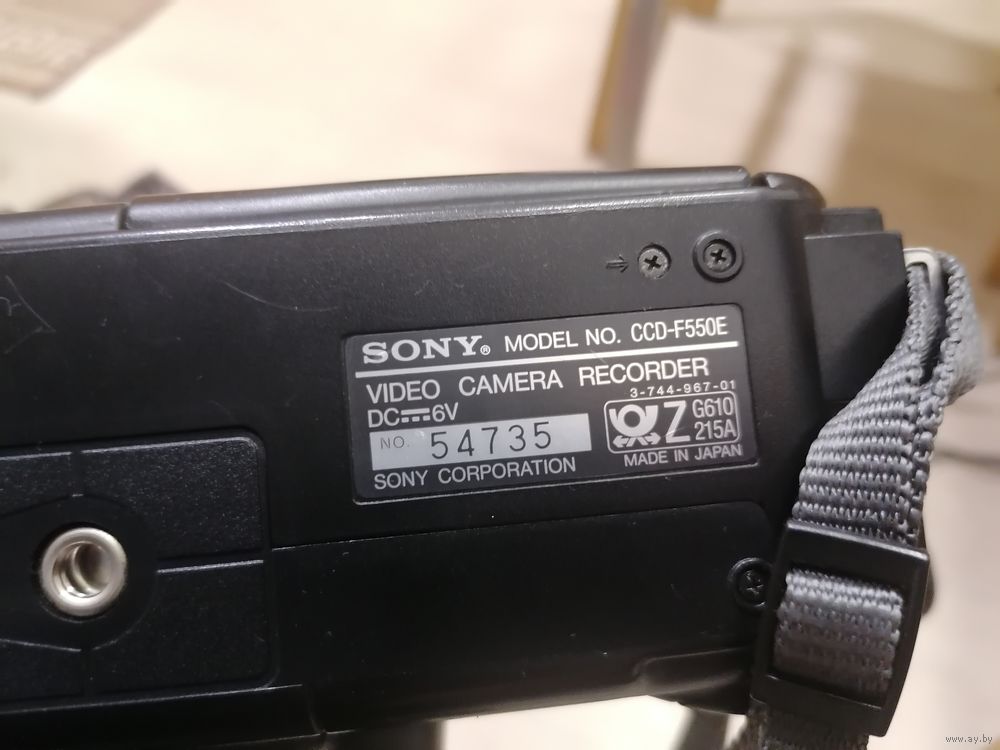 SONY® MODEL NO. CCD-F550E
VIDEO CAMERA RECORDER
3-744-967-01
DC 6V
NO. 54735
Z G610
215A
SONY CORPORATION
MADE IN JAPAN
www.ay.by